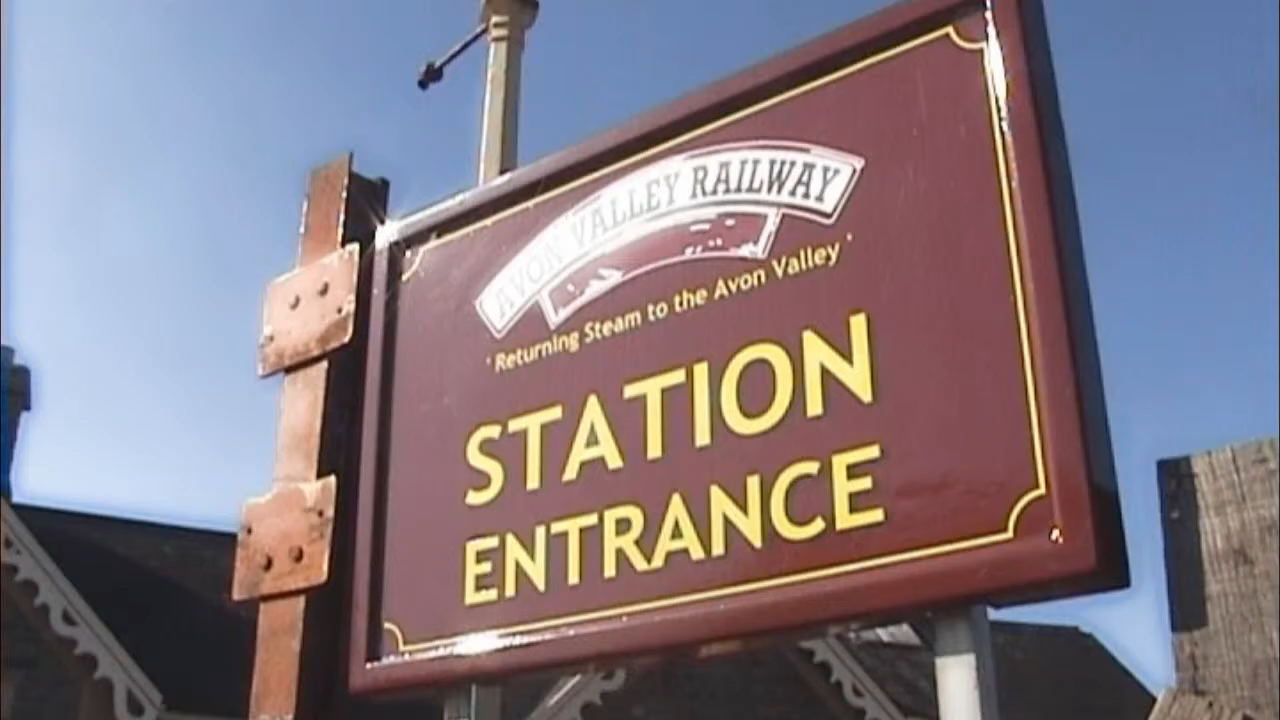 AVON VALLEY RAILWAY
'Returning Steam to the Avon Valley'
STATION
ENTRANCE